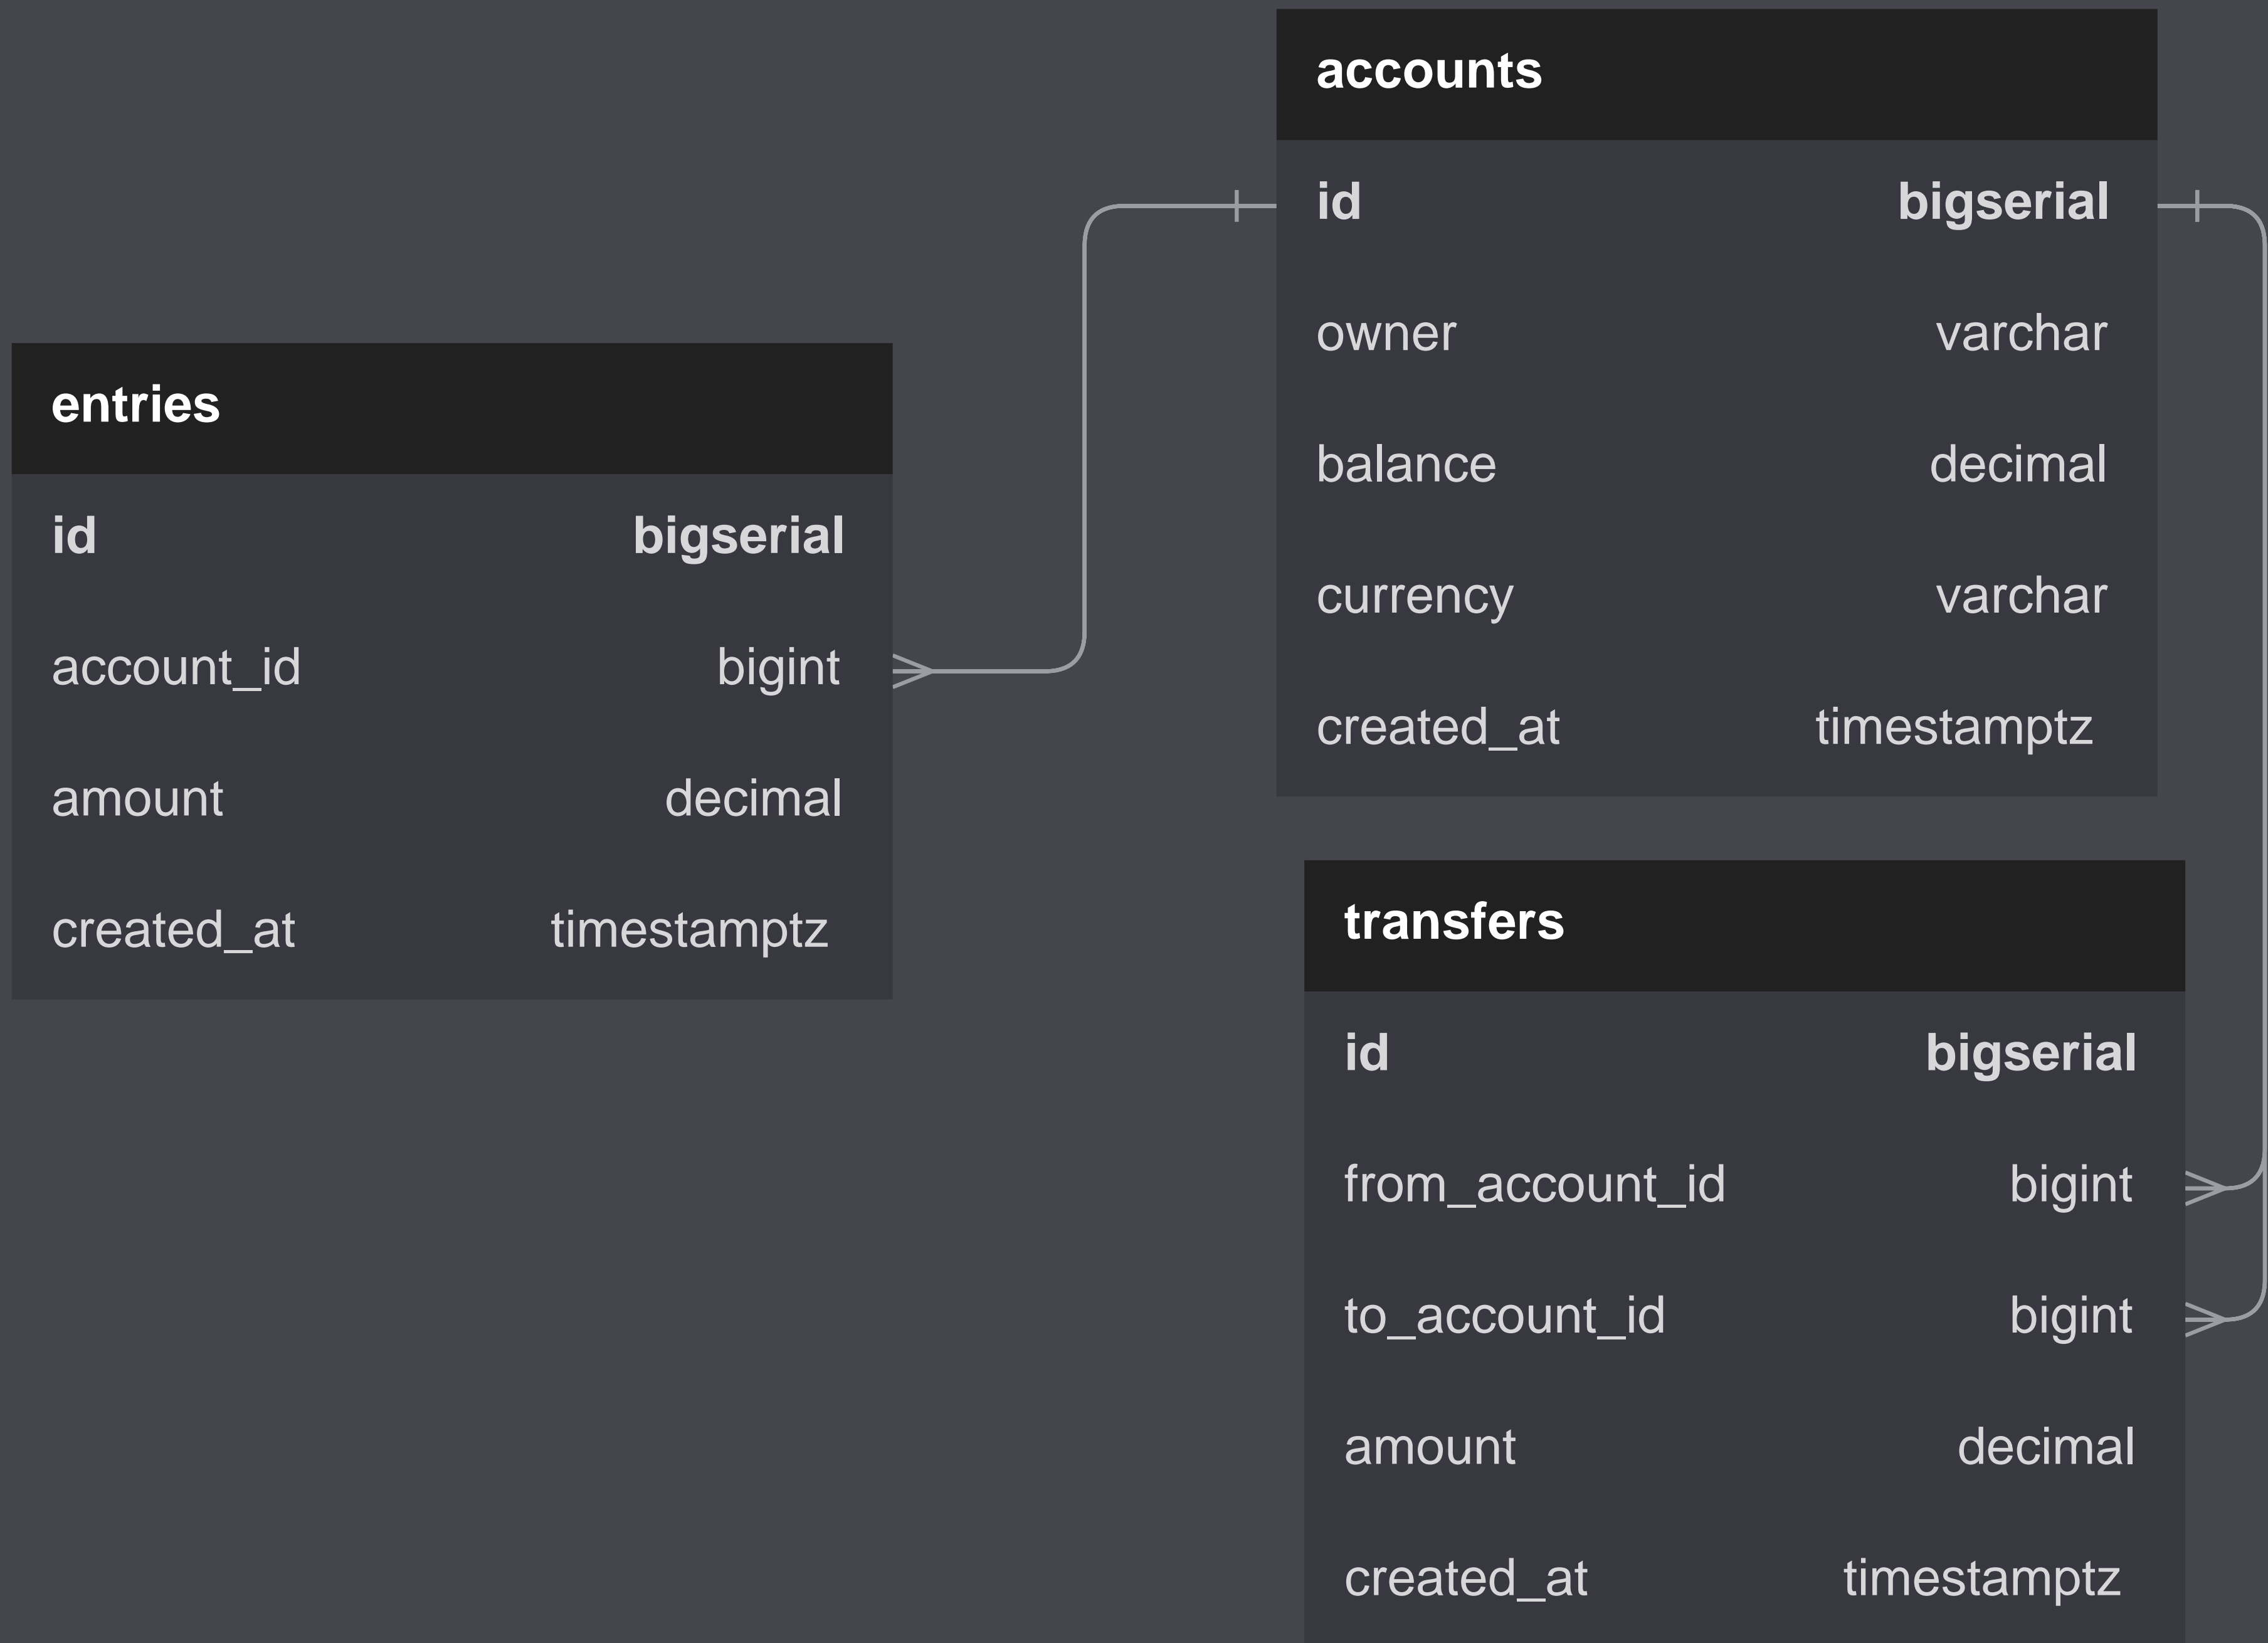 accounts
id bigserial
owner varchar
balance decimal
currency varchar
created_at timestamptz
entries
id bigserial
account_id bigint
amount decimal
created_at timestamptz
transfers
id bigserial
from_account_id bigint
to_account_id bigint
amount decimal
created_at timestamptz